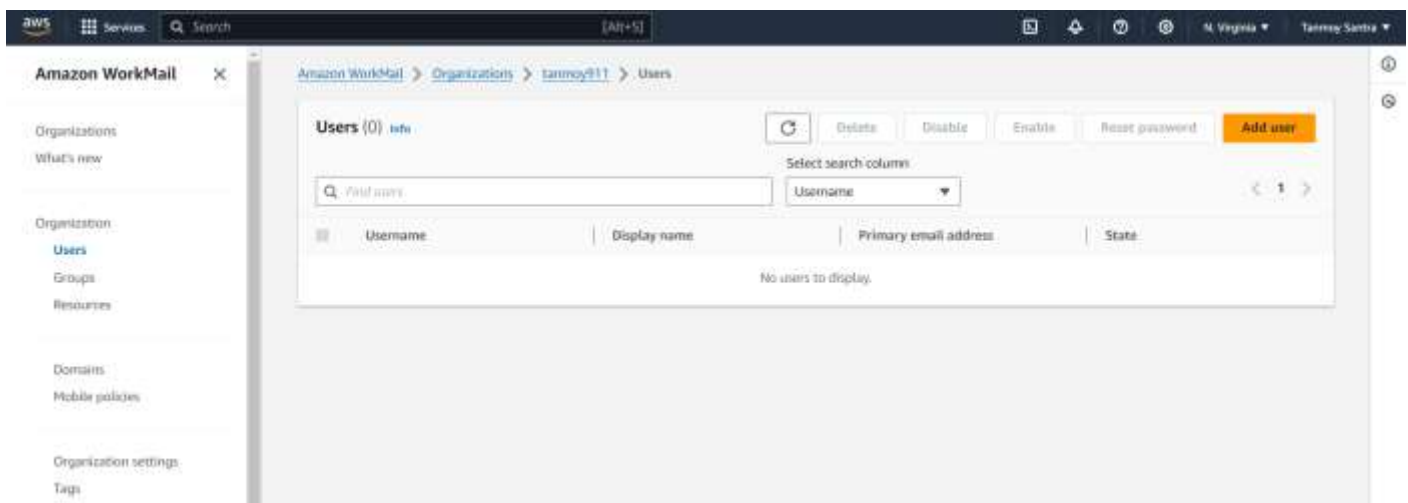 aws Services Search [Alt+S] N. Virginia Tanmoy Santra
Amazon WorkMail
Organizations
What's new
Organization
Users
Groups
Resources
Domains
Mobile policies
Organization settings
Tags
Amazon WorkMail > Organizations > tanmoy911 > Users
Users (0) Info
Delete Disable Enable Reset password Add user
Select search column
Find users Username
< 1 >
Username Display name Primary email address State
No users to display.